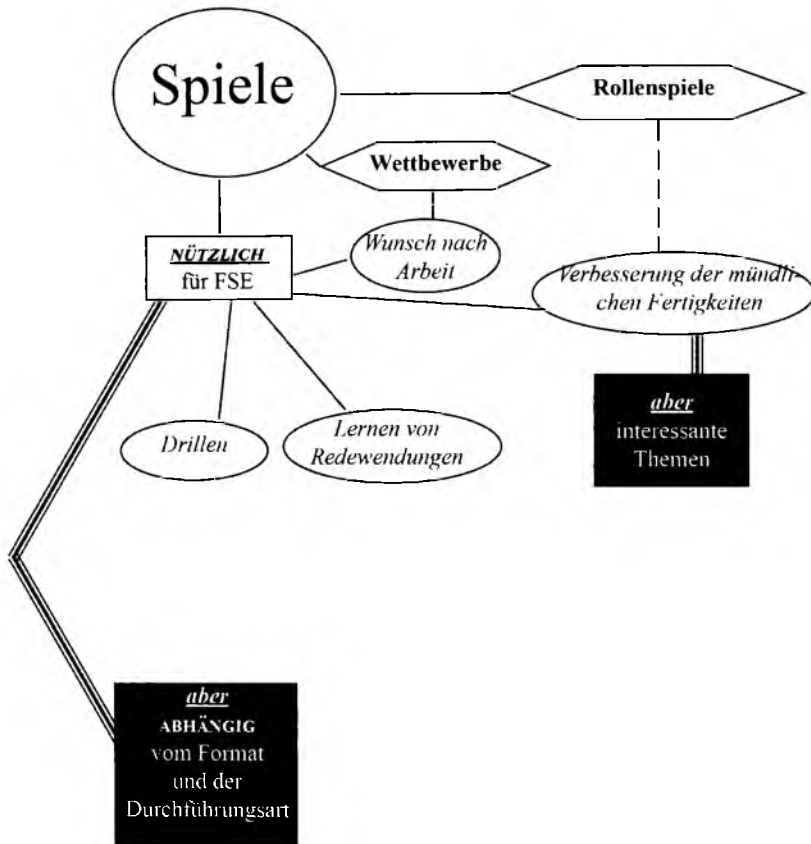 Spiele
Rollenspiele
Wettbewerbe
NÜTZLICH
für FSE
Wunsch nach
Arbeit
Verbesserung der mündli-
chen Fertigkeiten
Drillen
Lernen von
Redewendungen
aber
interessante
Themen
aber
ABHÄNGIG
vom Format
und der
Durchführungsart